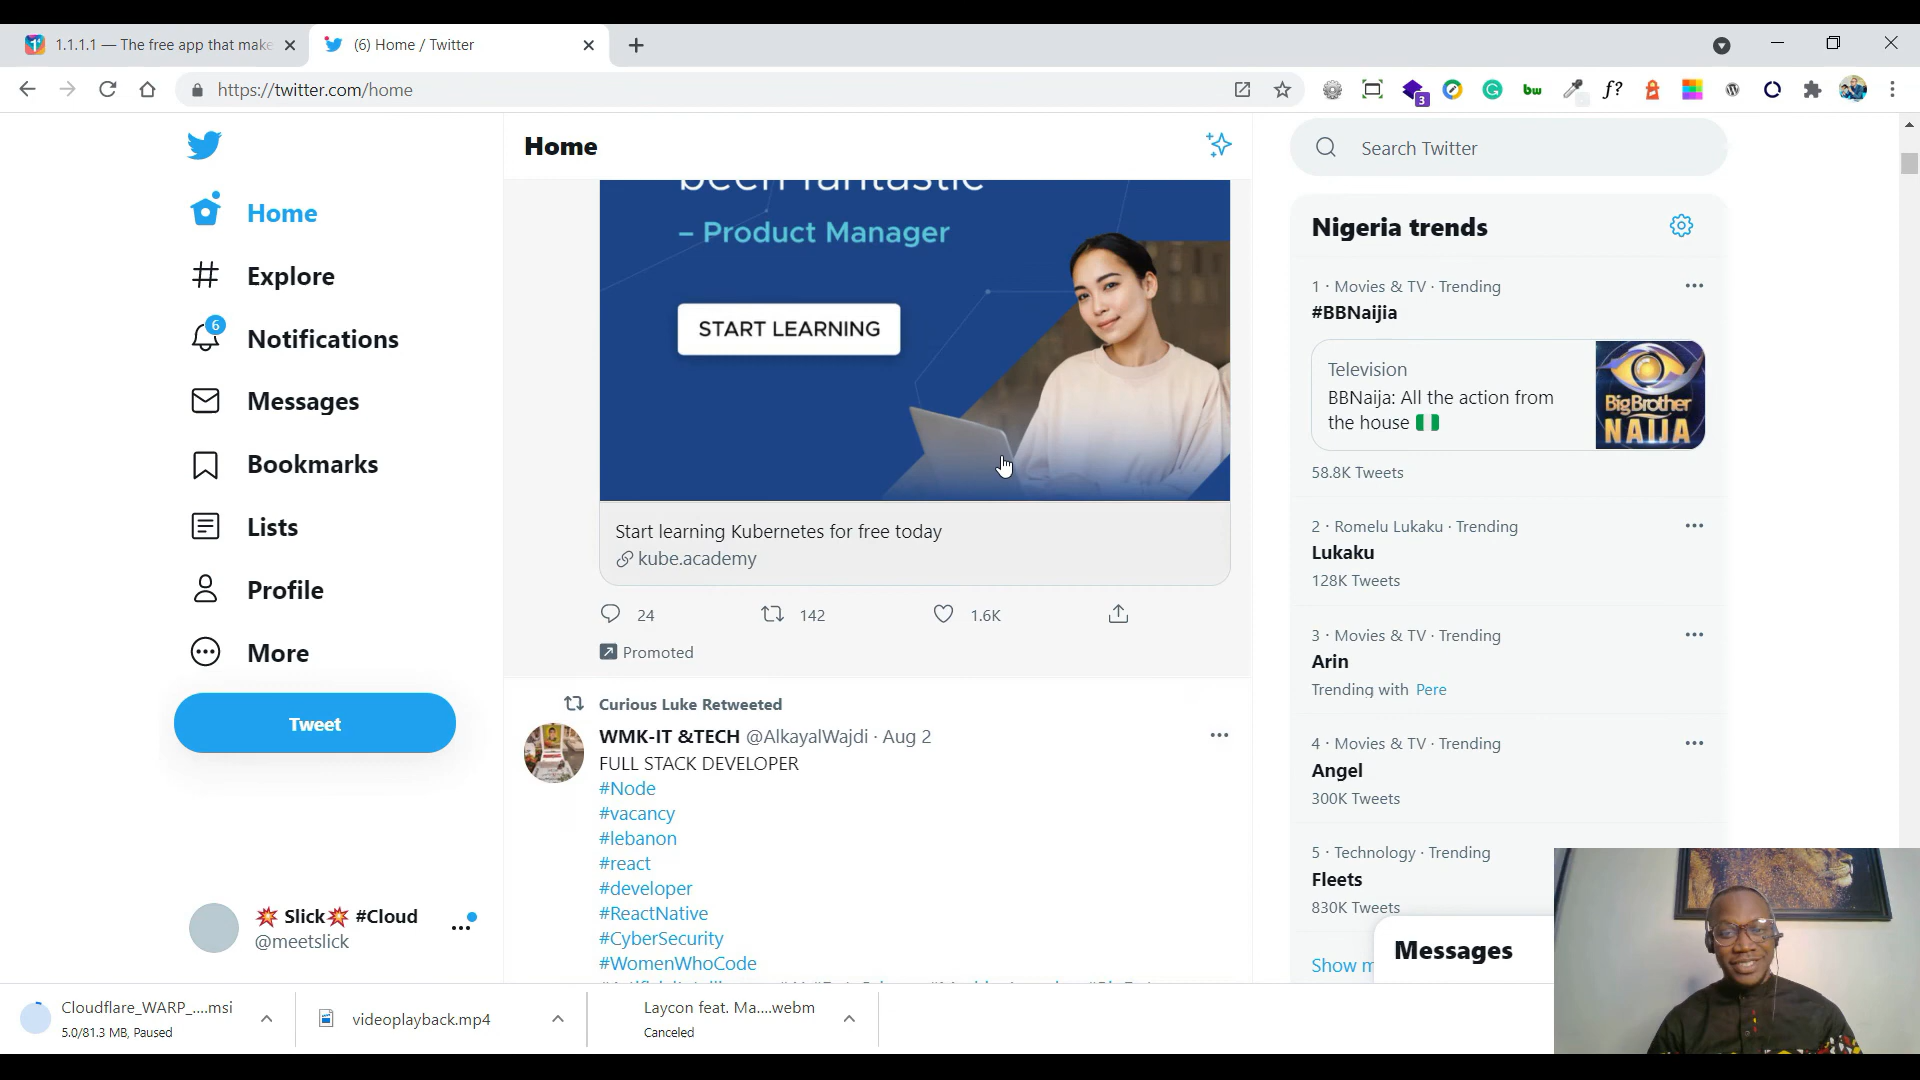 1.1.1.1 — The free app that make
(6) Home / Twitter
https://twitter.com/home
3
bw
f?
Home
Explore
6
Notifications
Messages
Bookmarks
Lists
Profile
More
Tweet
💥 Slick💥 #Cloud
@meetslick
Home
been fantastic
– Product Manager
START LEARNING
Start learning Kubernetes for free today
kube.academy
24
142
1.6K
Promoted
Curious Luke Retweeted
WMK-IT &TECH @AlkayalWajdi · Aug 2
FULL STACK DEVELOPER
#Node
#vacancy
#lebanon
#react
#developer
#ReactNative
#CyberSecurity
#WomenWhoCode
Search Twitter
Nigeria trends
1 · Movies & TV · Trending
#BBNaijia
Television
BBNaija: All the action from
the house 🇳🇬
BigBrother
NAIJA
58.8K Tweets
2 · Romelu Lukaku · Trending
Lukaku
128K Tweets
3 · Movies & TV · Trending
Arin
Trending with Pere
4 · Movies & TV · Trending
Angel
300K Tweets
5 · Technology · Trending
Fleets
830K Tweets
Show m
Messages
Cloudflare_WARP_....msi
5.0/81.3 MB, Paused
videoplayback.mp4
Laycon feat. Ma....webm
Canceled